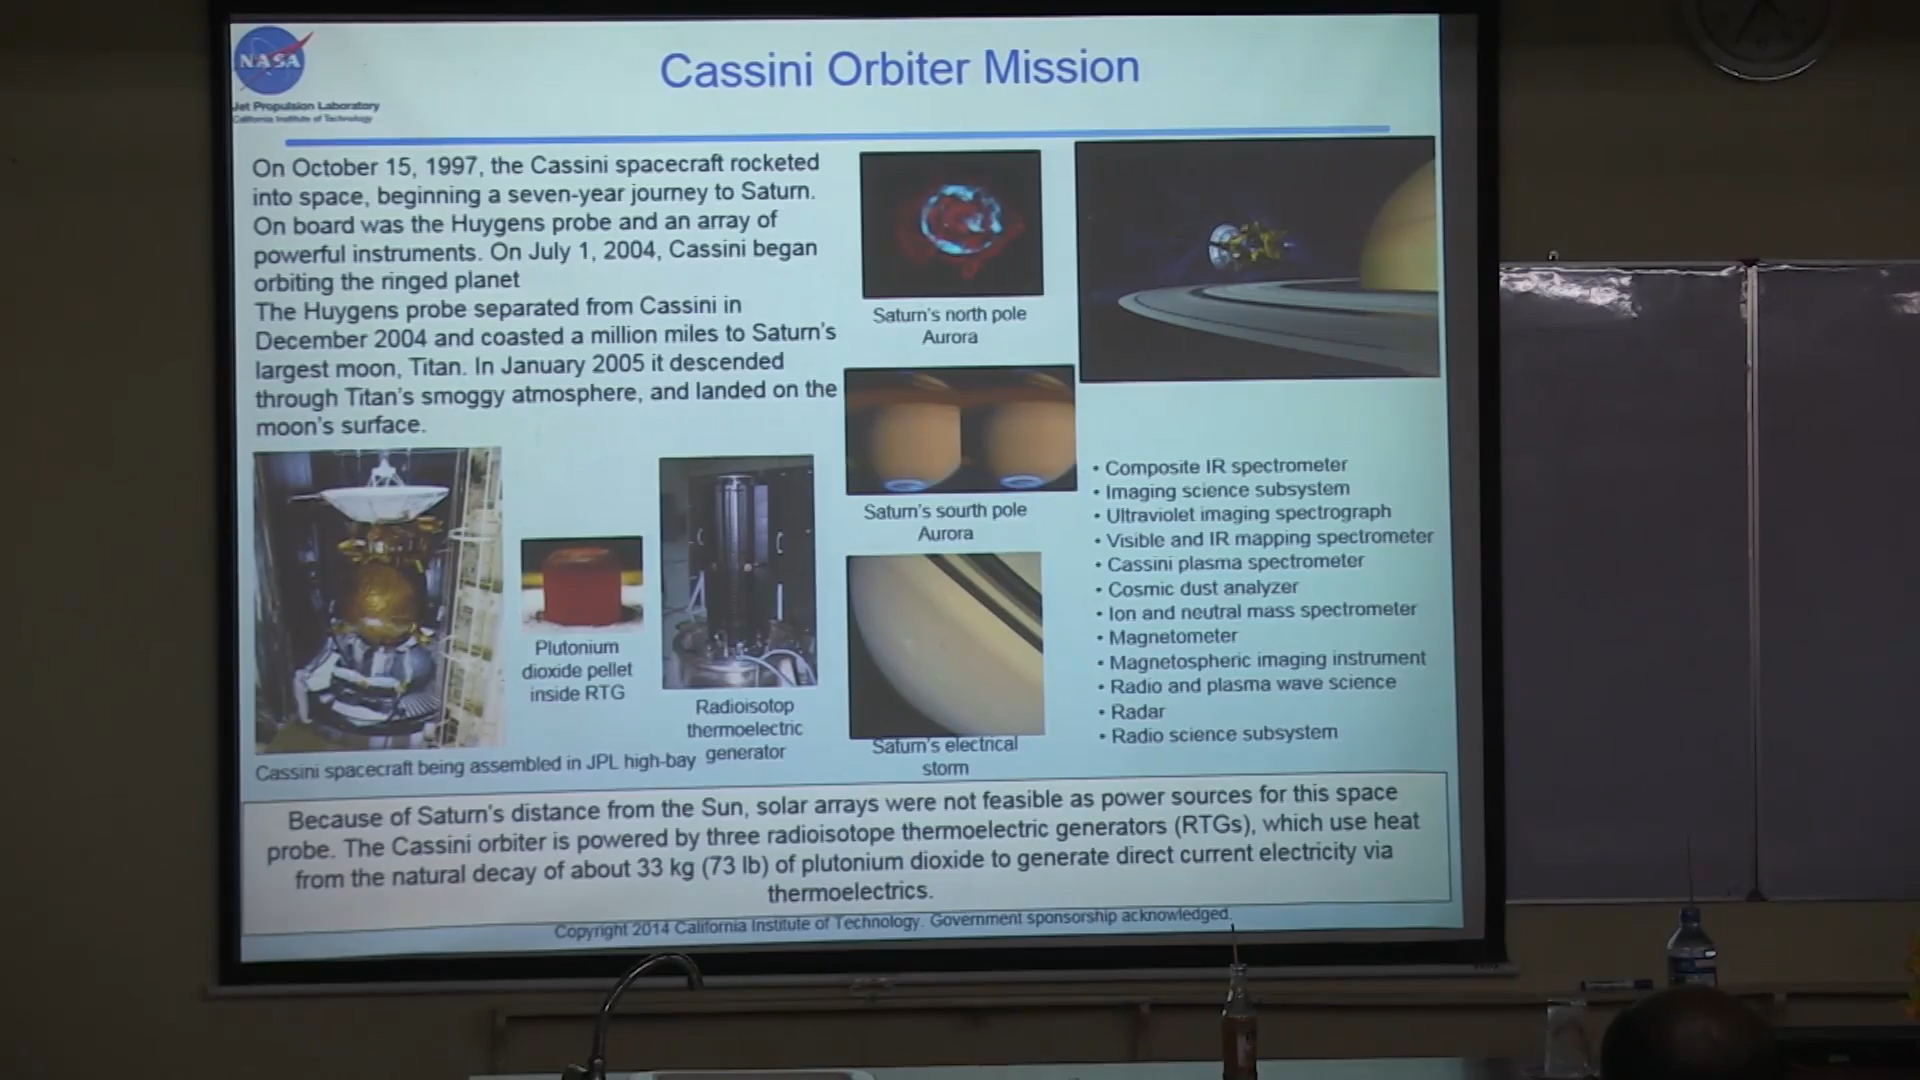 NASA
Jet Propulsion Laboratory
California Institute of Technology
Cassini Orbiter Mission
On October 15, 1997, the Cassini spacecraft rocketed
into space, beginning a seven-year journey to Saturn.
On board was the Huygens probe and an array of
powerful instruments. On July 1, 2004, Cassini began
orbiting the ringed planet
The Huygens probe separated from Cassini in
December 2004 and coasted a million miles to Saturn's
largest moon, Titan. In January 2005 it descended
through Titan's smoggy atmosphere, and landed on the
moon's surface.
Saturn's north pole
Aurora
Saturn's sourth pole
Aurora
Saturn's electrical
storm
Plutonium
dioxide pellet
inside RTG
Radioisotop
thermoelectric
generator
Cassini spacecraft being assembled in JPL high-bay
• Composite IR spectrometer
• Imaging science subsystem
• Ultraviolet imaging spectrograph
• Visible and IR mapping spectrometer
• Cassini plasma spectrometer
• Cosmic dust analyzer
• Ion and neutral mass spectrometer
• Magnetometer
• Magnetospheric imaging instrument
• Radio and plasma wave science
• Radar
• Radio science subsystem
Because of Saturn's distance from the Sun, solar arrays were not feasible as power sources for this space
probe. The Cassini orbiter is powered by three radioisotope thermoelectric generators (RTGs), which use heat
from the natural decay of about 33 kg (73 lb) of plutonium dioxide to generate direct current electricity via
thermoelectrics.
Copyright 2014 California Institute of Technology. Government sponsorship acknowledged.